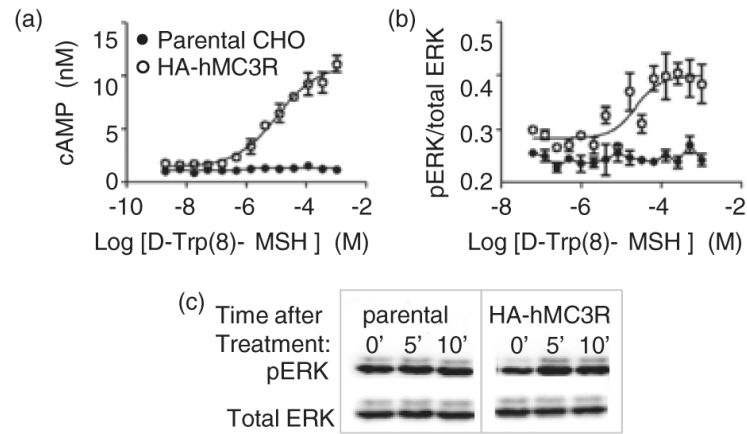 (a)
15
10
5
0
cAMP (nM)
Parental CHO
HA-hMC3R
-10 -8 -6 -4 -2
Log [D-Trp(8)- MSH ] (M)
(b)
0.5
0.4
0.3
0.2
pERK/total ERK
-8 -6 -4 -2
Log [D-Trp(8)- MSH ] (M)
(c)
Time after parental HA-hMC3R
Treatment: 0’ 5’ 10’ 0’ 5’ 10’
pERK
Total ERK